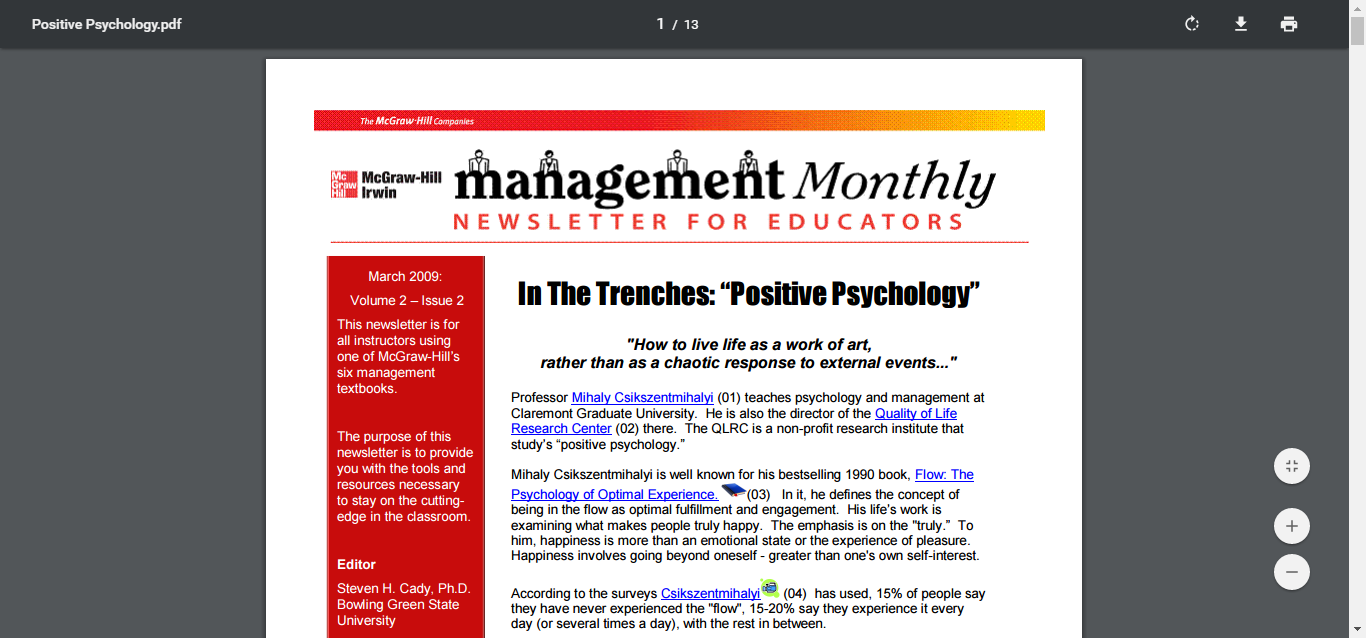 Positive Psychology.pdf
1 / 13
The McGraw-Hill Companies
Mc
Graw
Hill
McGraw-Hill
Irwin
management Monthly
NEWSLETTER FOR EDUCATORS
March 2009:
Volume 2 – Issue 2
This newsletter is for
all instructors using
one of McGraw-Hill's
six management
textbooks.
The purpose of this
newsletter is to provide
you with the tools and
resources necessary
to stay on the cutting-
edge in the classroom.
Editor
Steven H. Cady, Ph.D.
Bowling Green State
University
In The Trenches: “Positive Psychology”
"How to live life as a work of art,
rather than as a chaotic response to external events..."
Professor Mihaly Csikszentmihalyi (01) teaches psychology and management at
Claremont Graduate University. He is also the director of the Quality of Life
Research Center (02) there. The QLRC is a non-profit research institute that
study's “positive psychology.”
Mihaly Csikszentmihalyi is well known for his bestselling 1990 book, Flow: The
Psychology of Optimal Experience. (03) In it, he defines the concept of
being in the flow as optimal fulfillment and engagement. His life's work is
examining what makes people truly happy. The emphasis is on the "truly.” To
him, happiness is more than an emotional state or the experience of pleasure.
Happiness involves going beyond oneself - greater than one's own self-interest.
According to the surveys Csikszentmihalyi (04) has used, 15% of people say
they have never experienced the "flow", 15-20% say they experience it every
day (or several times a day), with the rest in between.